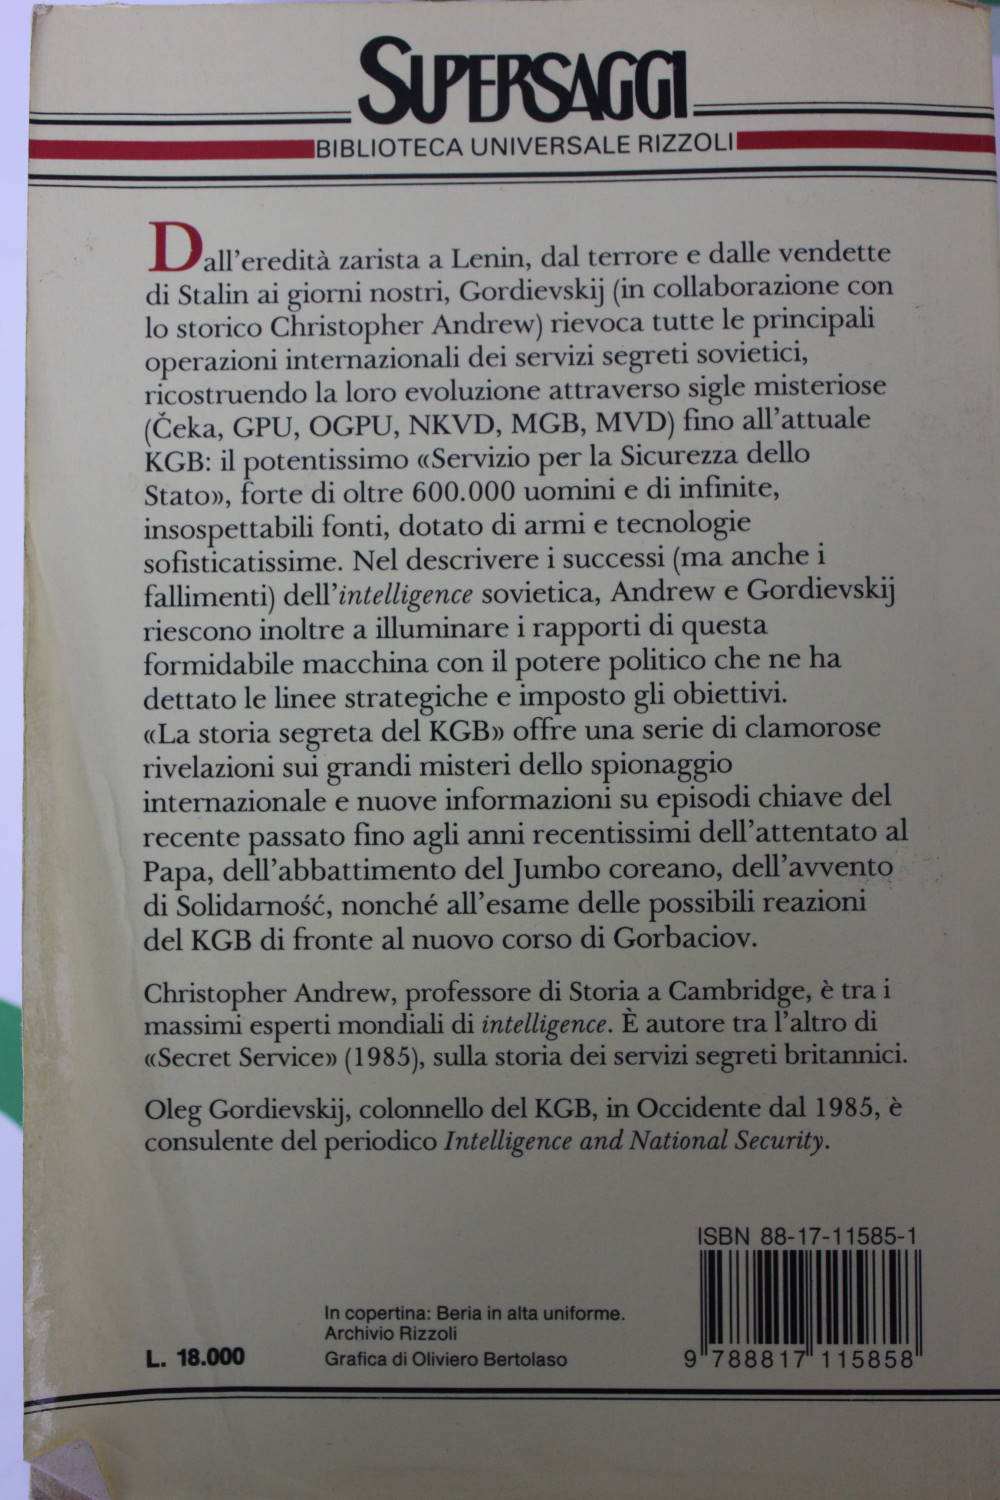 SUPERSAGGI
BIBLIOTECA UNIVERSALE RIZZOLI
Dall'eredità zarista a Lenin, dal terrore e dalle vendette
di Stalin ai giorni nostri, Gordievskij (in collaborazione con
lo storico Christopher Andrew) rievoca tutte le principali
operazioni internazionali dei servizi segreti sovietici,
ricostruendo la loro evoluzione attraverso sigle misteriose
(Čeka, GPU, OGPU, NKVD, MGB, MVD) fino all'attuale
KGB: il potentissimo «Servizio per la Sicurezza dello
Stato», forte di oltre 600.000 uomini e di infinite,
insospettabili fonti, dotato di armi e tecnologie
sofisticatissime. Nel descrivere i successi (ma anche i
fallimenti) dell'intelligence sovietica, Andrew e Gordievskij
riescono inoltre a illuminare i rapporti di questa
formidabile macchina con il potere politico che ne ha
dettato le linee strategiche e imposto gli obiettivi.
«La storia segreta del KGB» offre una serie di clamorose
rivelazioni sui grandi misteri dello spionaggio
internazionale e nuove informazioni su episodi chiave del
recente passato fino agli anni recentissimi dell'attentato al
Papa, dell'abbattimento del Jumbo coreano, dell'avvento
di Solidarność, nonché all'esame delle possibili reazioni
del KGB di fronte al nuovo corso di Gorbaciov.
Christopher Andrew, professore di Storia a Cambridge, è tra i
massimi esperti mondiali di intelligence. È autore tra l'altro di
«Secret Service» (1985), sulla storia dei servizi segreti britannici.
Oleg Gordievskij, colonnello del KGB, in Occidente dal 1985, è
consulente del periodico Intelligence and National Security.
ISBN 88-17-11585-1
In copertina: Beria in alta uniforme.
Archivio Rizzoli
L. 18.000 Grafica di Oliviero Bertolaso
9 788817 115858